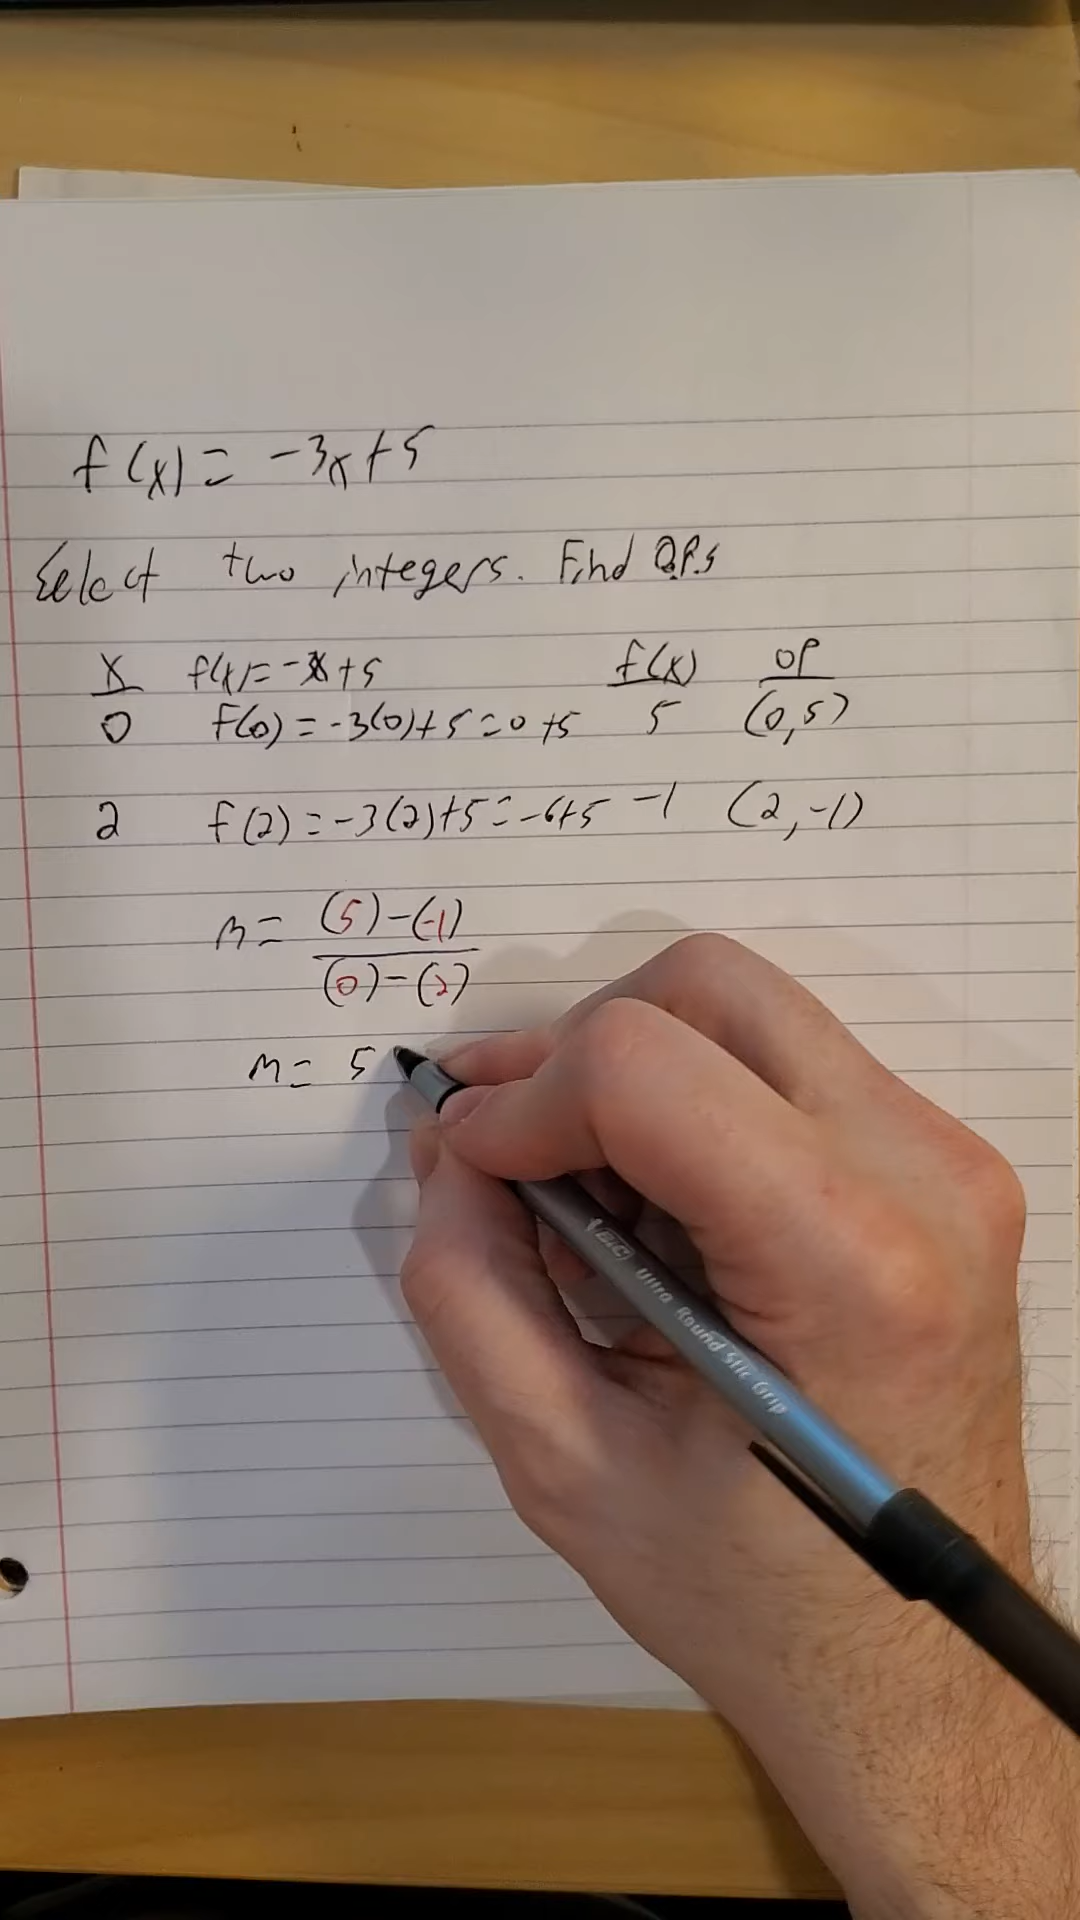 f(x) = -3x+5
Select two integers. Find O.P.s
x f(x)=-3x+5 f(x) OP
0 f(0) = -3(0)+5 = 0+5 5 (0,5)
2 f(2) = -3(2)+5 = -6+5 -1 (2,-1)
m = (5)-(-1)
(0)-(2)
m = 5
BIC Ultra Round Stic Grip